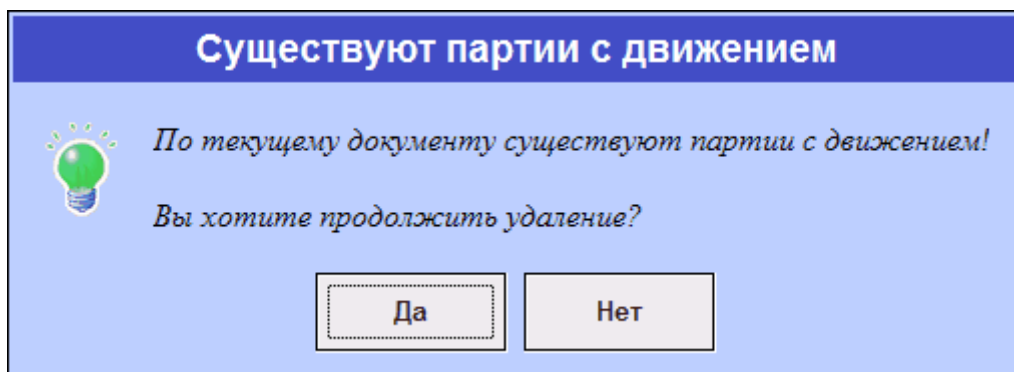 Существуют партии с движением
По текущему документу существуют партии с движением!
Вы хотите продолжить удаление?
Да
Нет